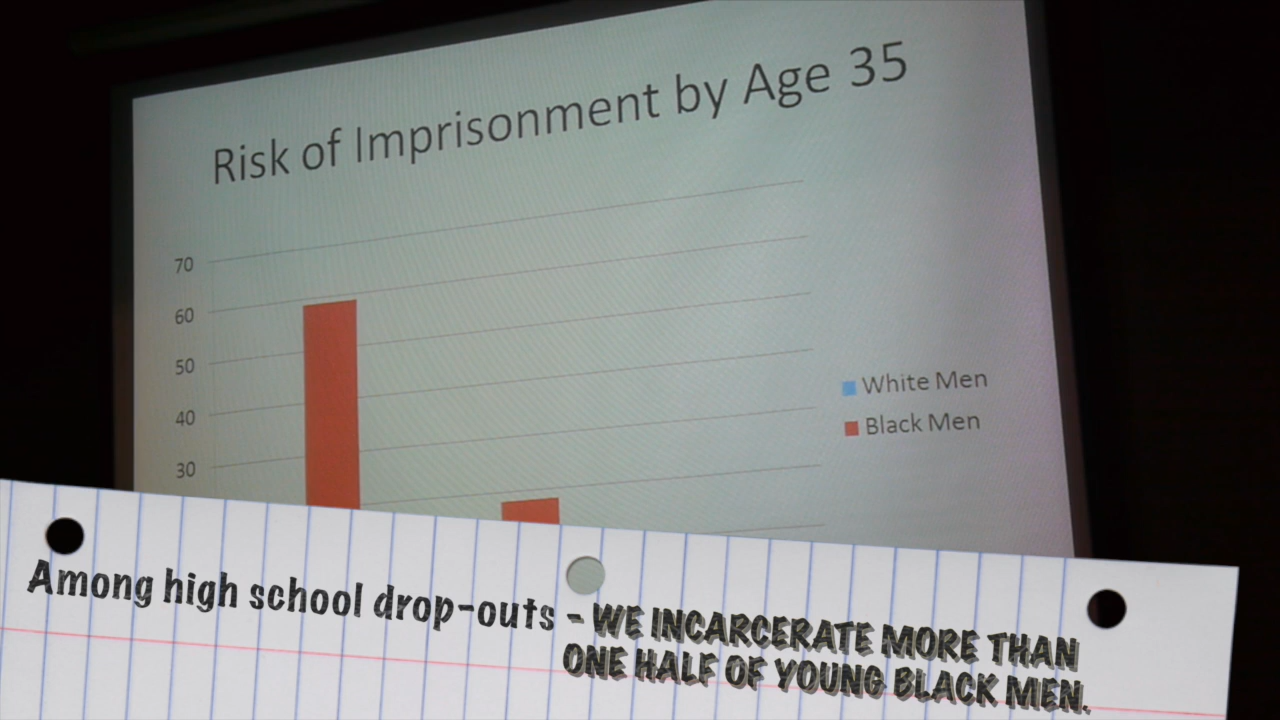 Risk of Imprisonment by Age 35
70
60
50
40
30
White Men
Black Men
Among high school drop-outs - WE INCARCERATE MORE THAN
ONE HALF OF YOUNG BLACK MEN.